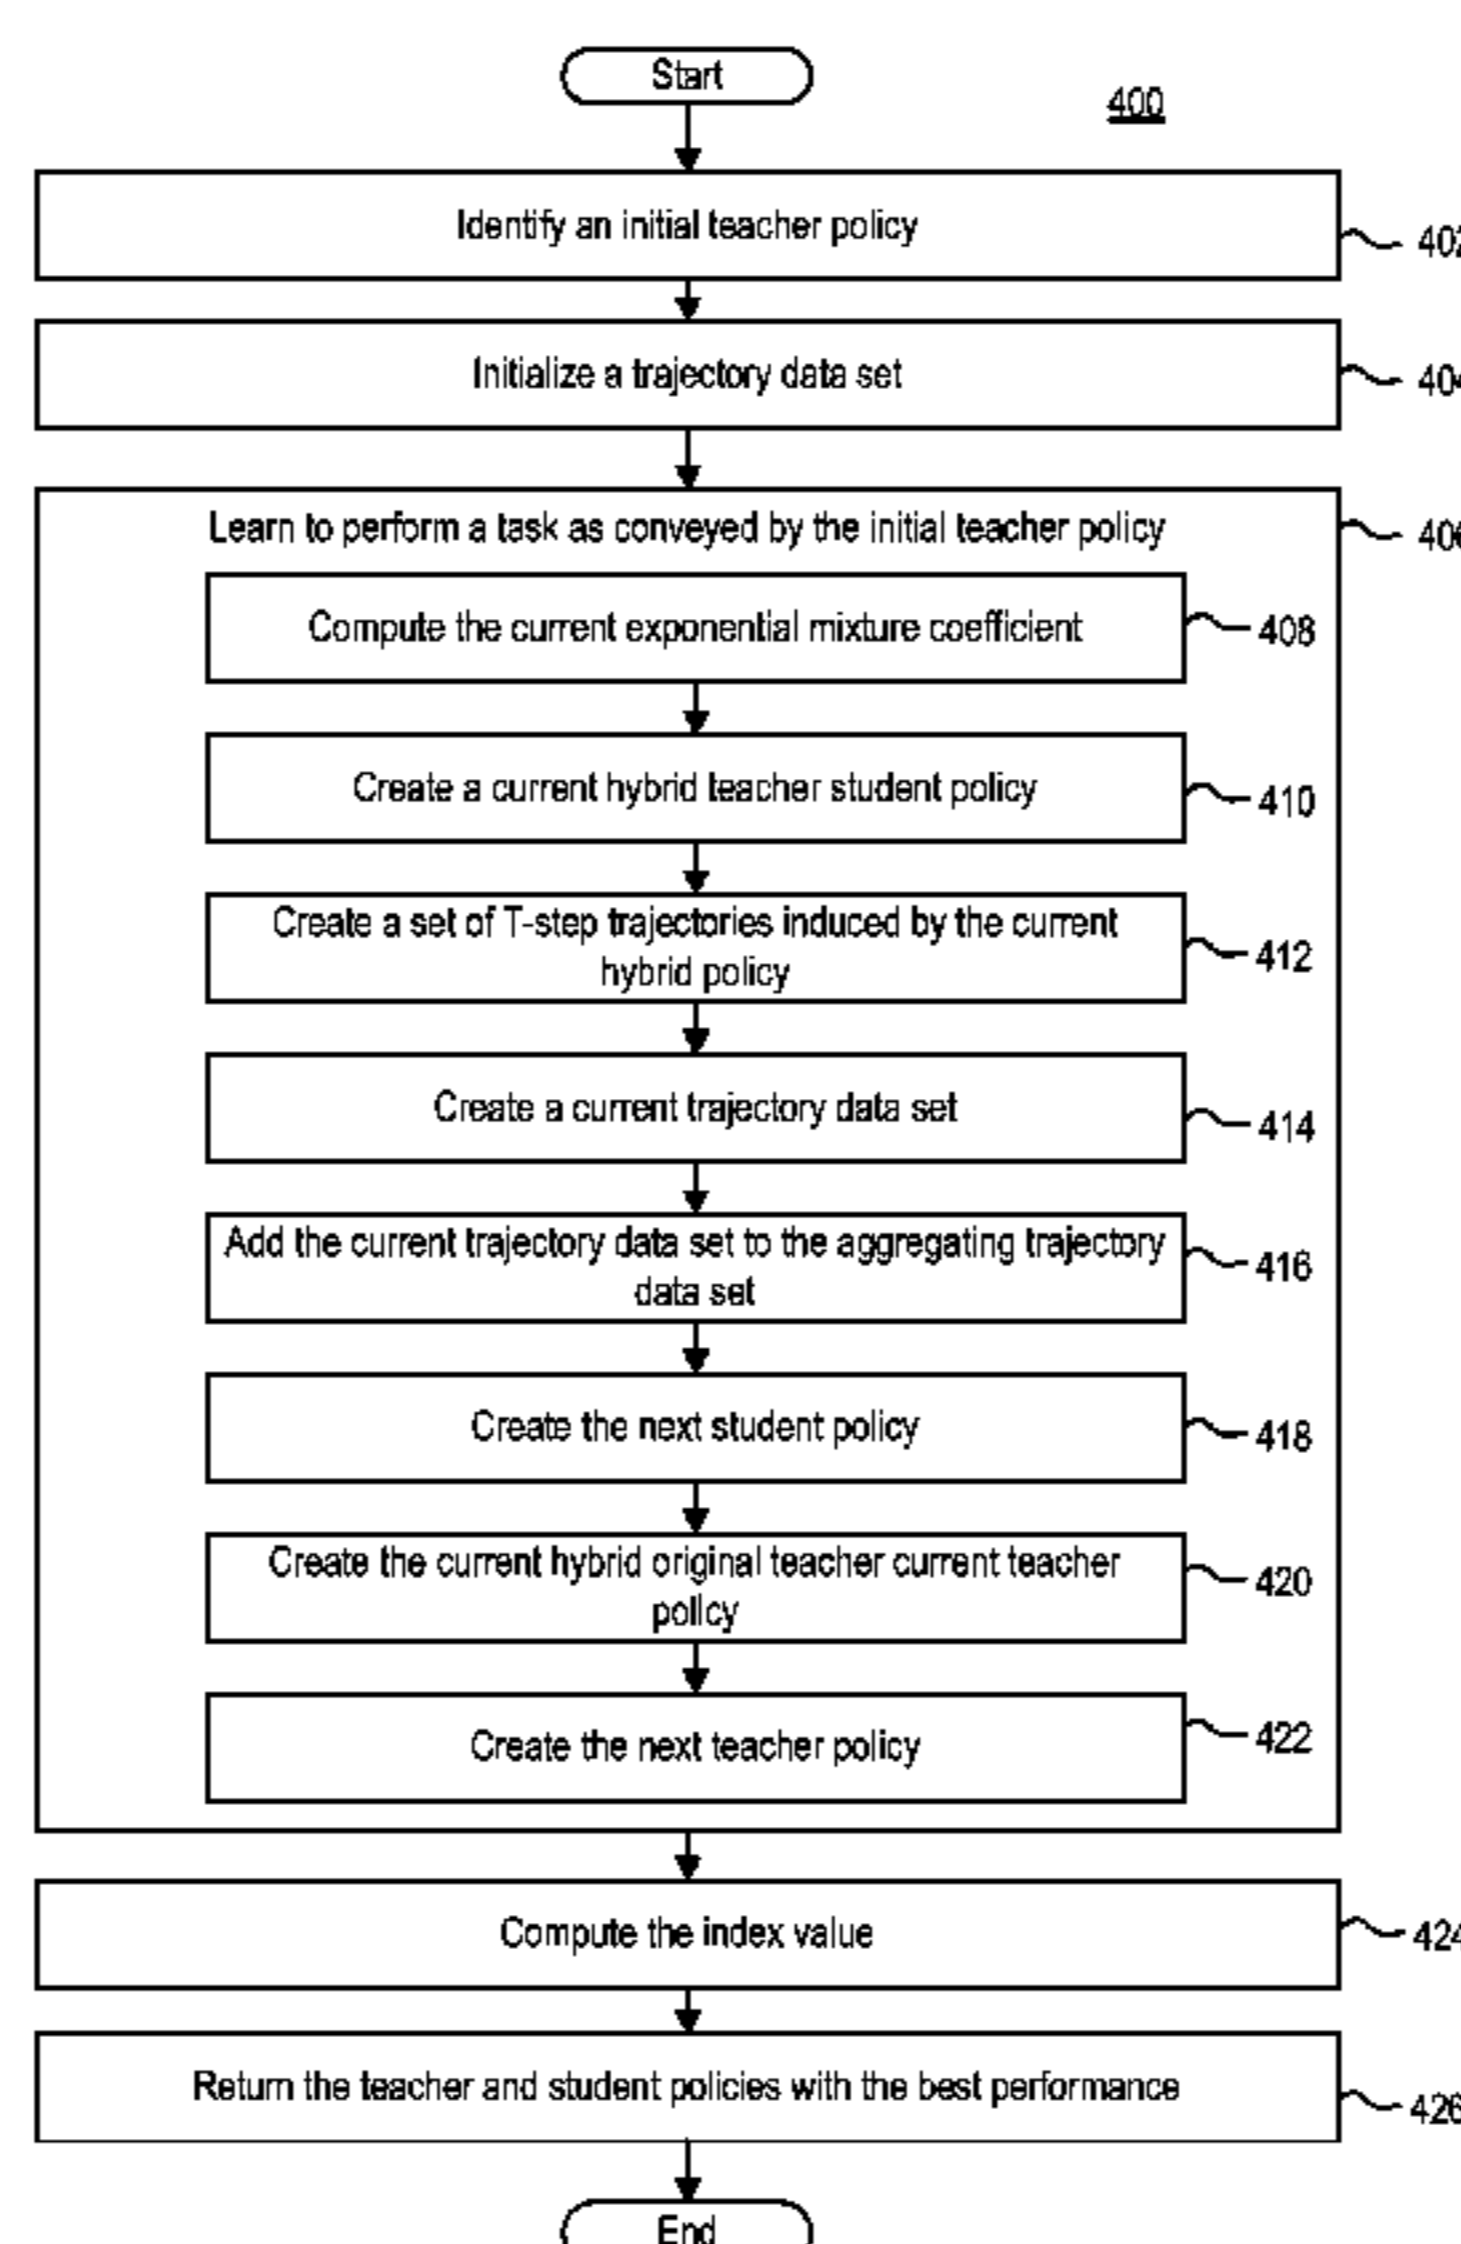 Start
400
Identify an initial teacher policy
402
Initialize a trajectory data set
404
Learn to perform a task as conveyed by the initial teacher policy
406
Compute the current exponential mixture coefficient
408
Create a current hybrid teacher student policy
410
Create a set of T-step trajectories induced by the current
hybrid policy
412
Create a current trajectory data set
414
Add the current trajectory data set to the aggregating trajectory
data set
416
Create the next student policy
418
Create the current hybrid original teacher current teacher
policy
420
Create the next teacher policy
422
Compute the index value
424
Return the teacher and student policies with the best performance
426
End